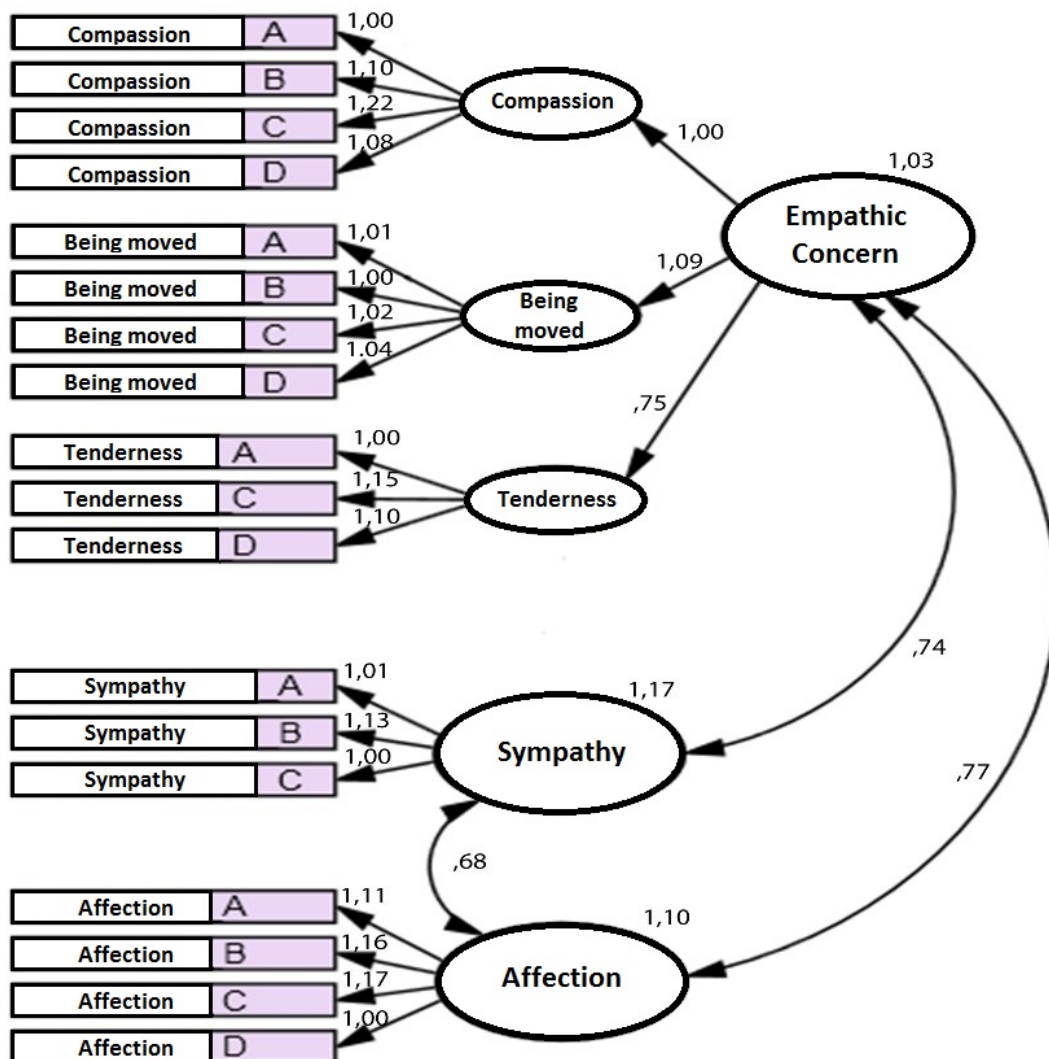 Compassion A 1,00
Compassion B 1,10
Compassion C 1,22
Compassion D 1,08
Compassion
1,00
1,03
Empathic
Concern
Being moved A 1,01
Being moved B 1,00
Being moved C 1,02
Being moved D 1.04
Being
moved
1,09
,75
Tenderness A 1,00
Tenderness C 1,15
Tenderness D 1,10
Tenderness
,74
,77
Sympathy A 1,01
Sympathy B 1,13
Sympathy C 1,00
1,17
Sympathy
,68
Affection A 1,11
Affection B 1,16
Affection C 1,17
Affection D 1,00
1,10
Affection